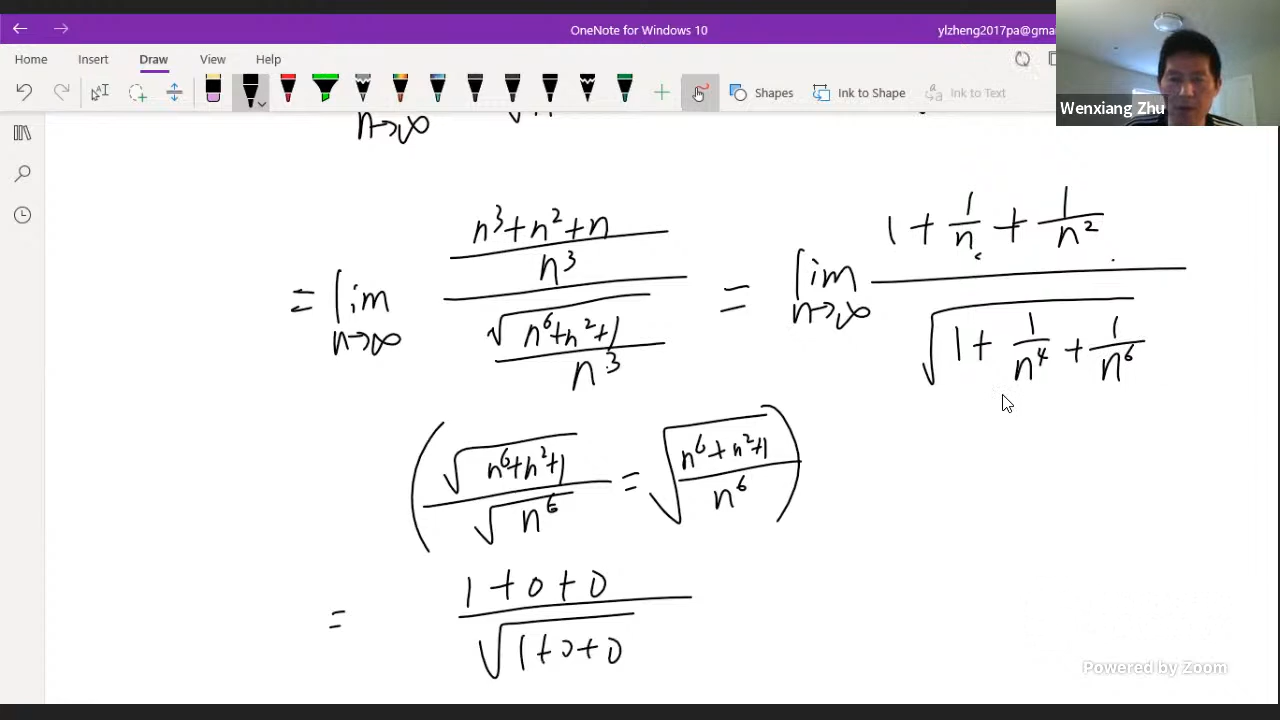 OneNote for Windows 10
ylzheng2017pa@gma
Home Insert Draw View Help
Shapes Ink to Shape Ink to Text
Wenxiang Zhu
n→∞
= lim n→∞ ((n³+n²+n)/n³)/(√(n⁶+n²+1)/n³) = lim n→∞ (1 + 1/n + 1/n²)/√(1 + 1/n⁴ + 1/n⁶)
(√(n⁶+n²+1)/√(n⁶) = √((n⁶+n²+1)/n⁶))
= (1+0+0)/√(1+0+0)
Powered by Zoom